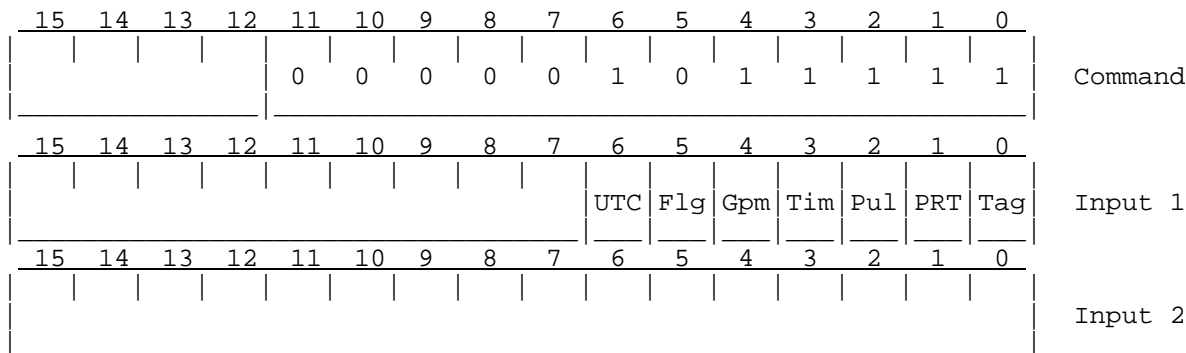 15 14 13 12 11 10 9 8 7 6 5 4 3 2 1 0
0 0 0 0 0 1 0 1 1 1 1 1 Command
15 14 13 12 11 10 9 8 7 6 5 4 3 2 1 0
|UTC|Flg|Gpm|Tim|Pul|PRT|Tag| Input 1
15 14 13 12 11 10 9 8 7 6 5 4 3 2 1 0
Input 2